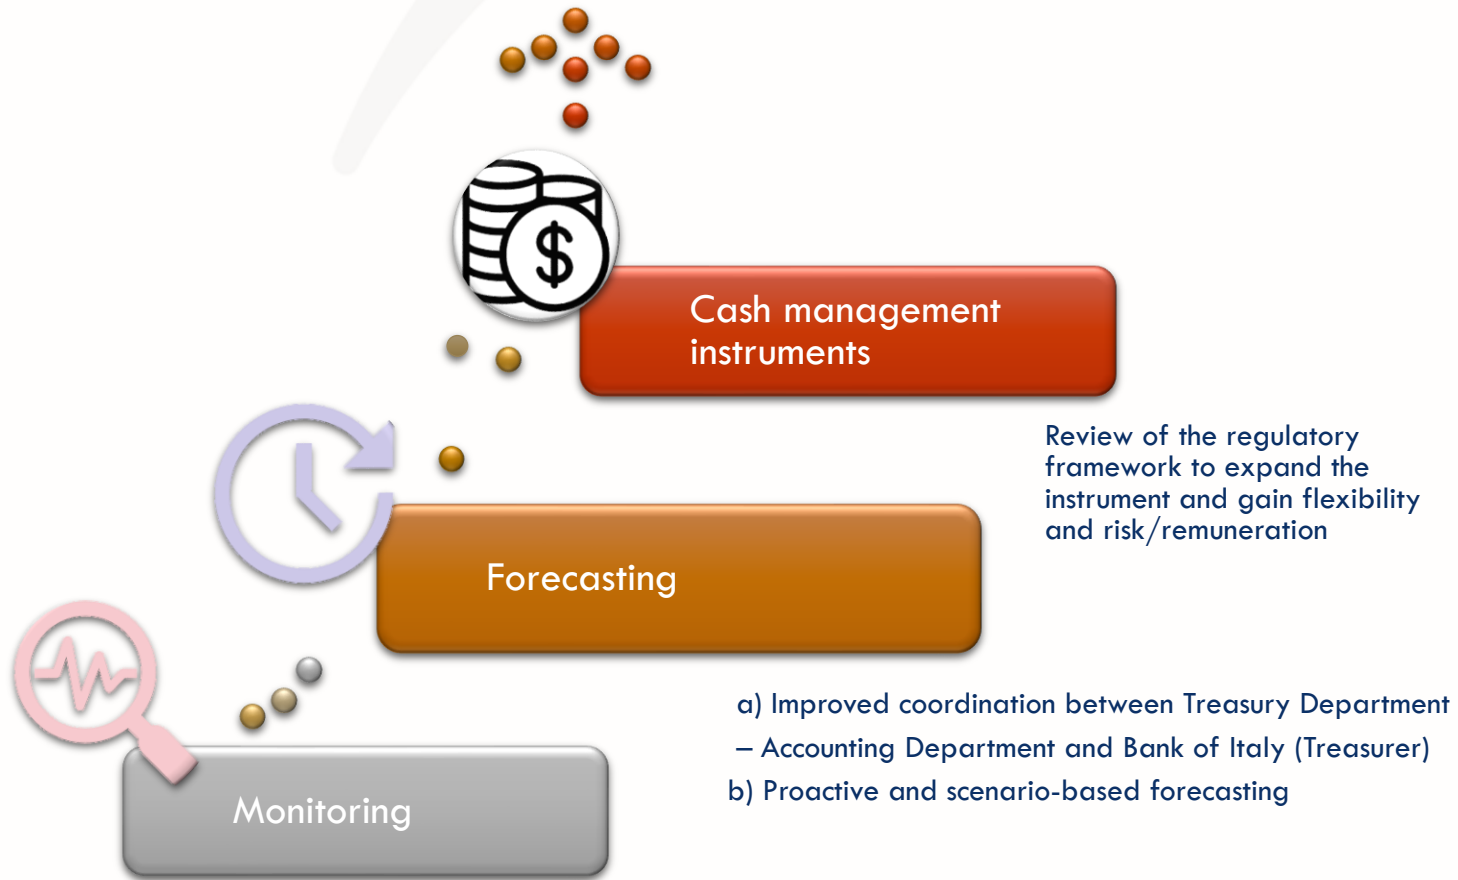 $
Cash management
instruments
Review of the regulatory
framework to expand the
instrument and gain flexibility
and risk/remuneration
Forecasting
a) Improved coordination between Treasury Department
– Accounting Department and Bank of Italy (Treasurer)
b) Proactive and scenario-based forecasting
Monitoring